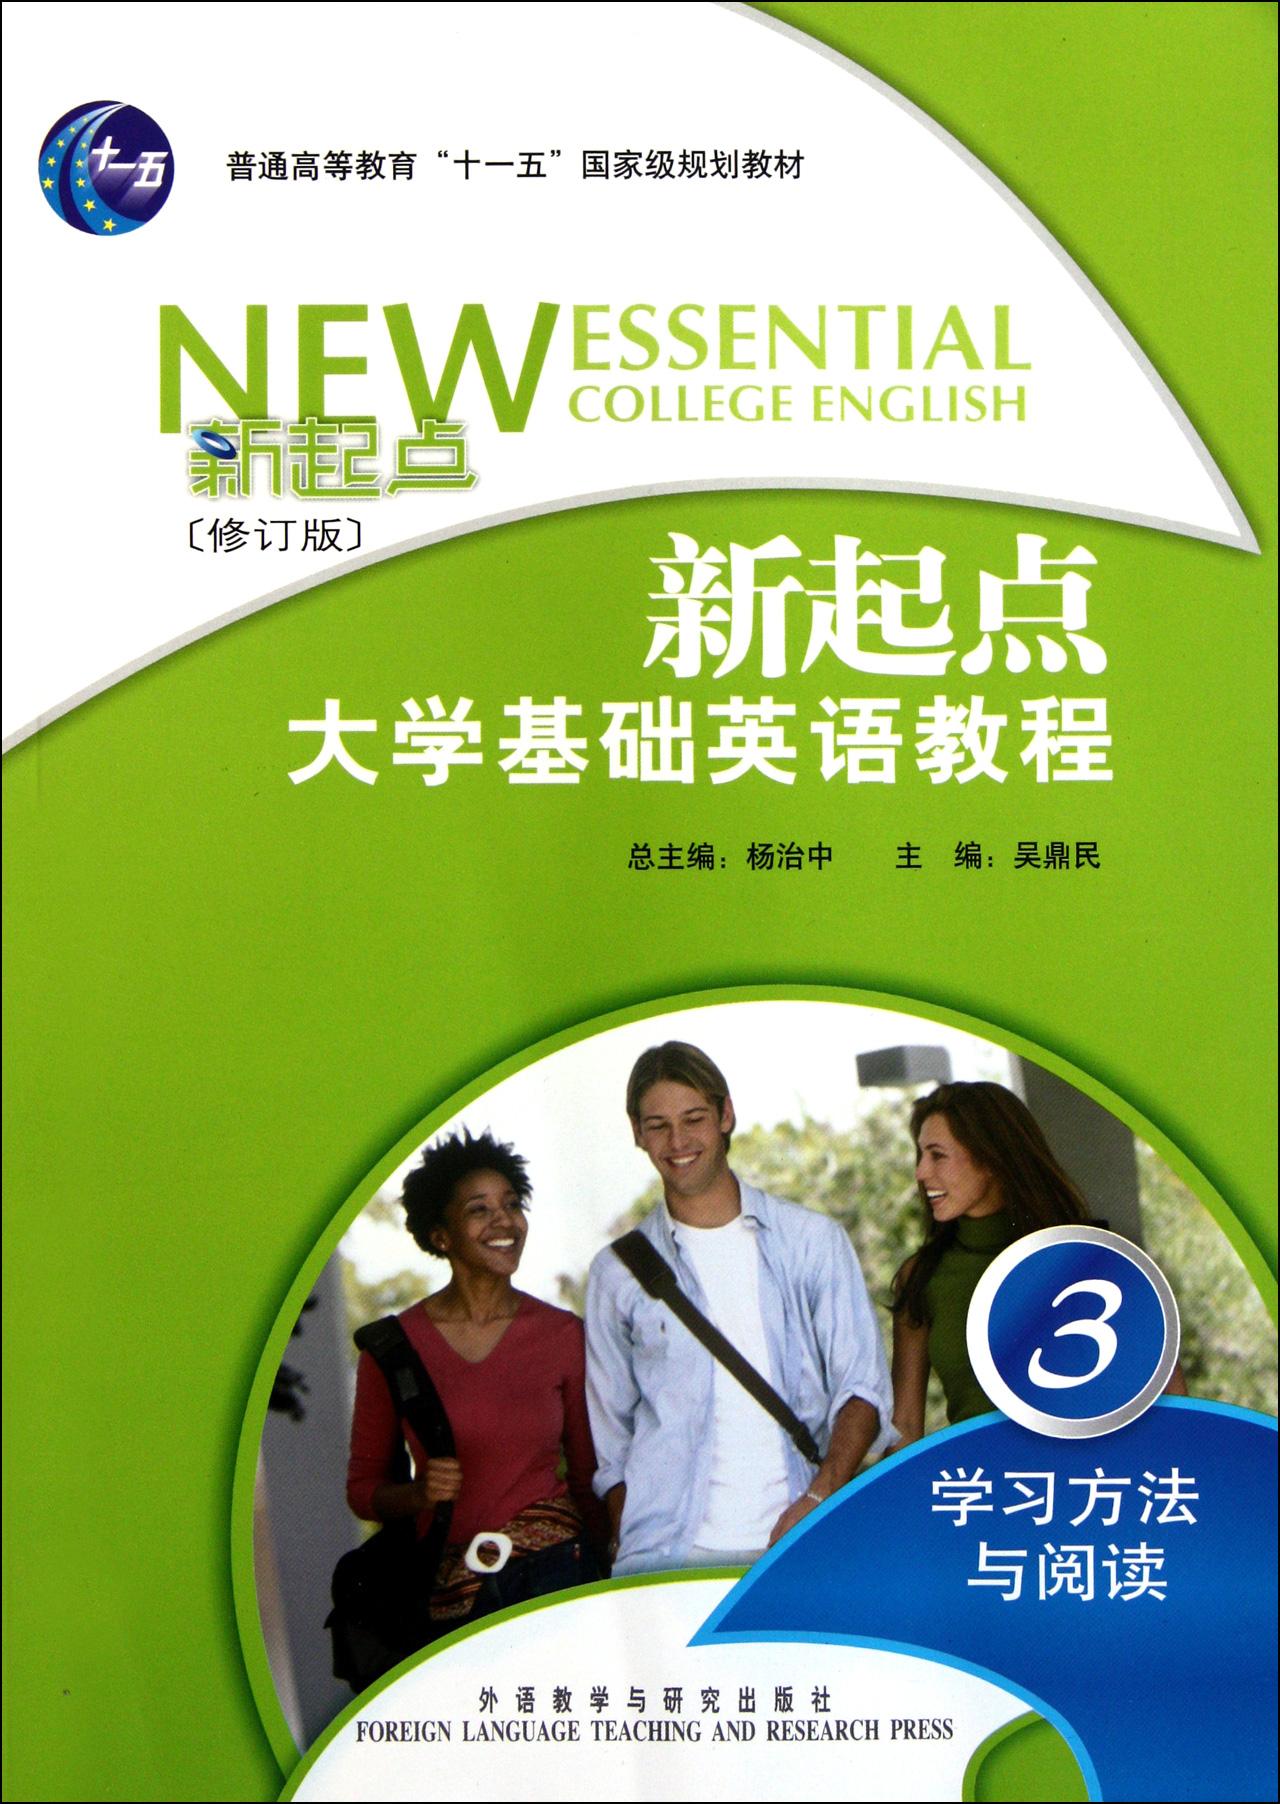 十一五
普通高等教育“十一五”国家级规划教材
NEW ESSENTIAL
COLLEGE ENGLISH
新起点
〔修订版〕
新起点
大学基础英语教程
总主编：杨治中 主 编：吴鼎民
3
学习方法
与阅读
外语教学与研究出版社
FOREIGN LANGUAGE TEACHING AND RESEARCH PRESS